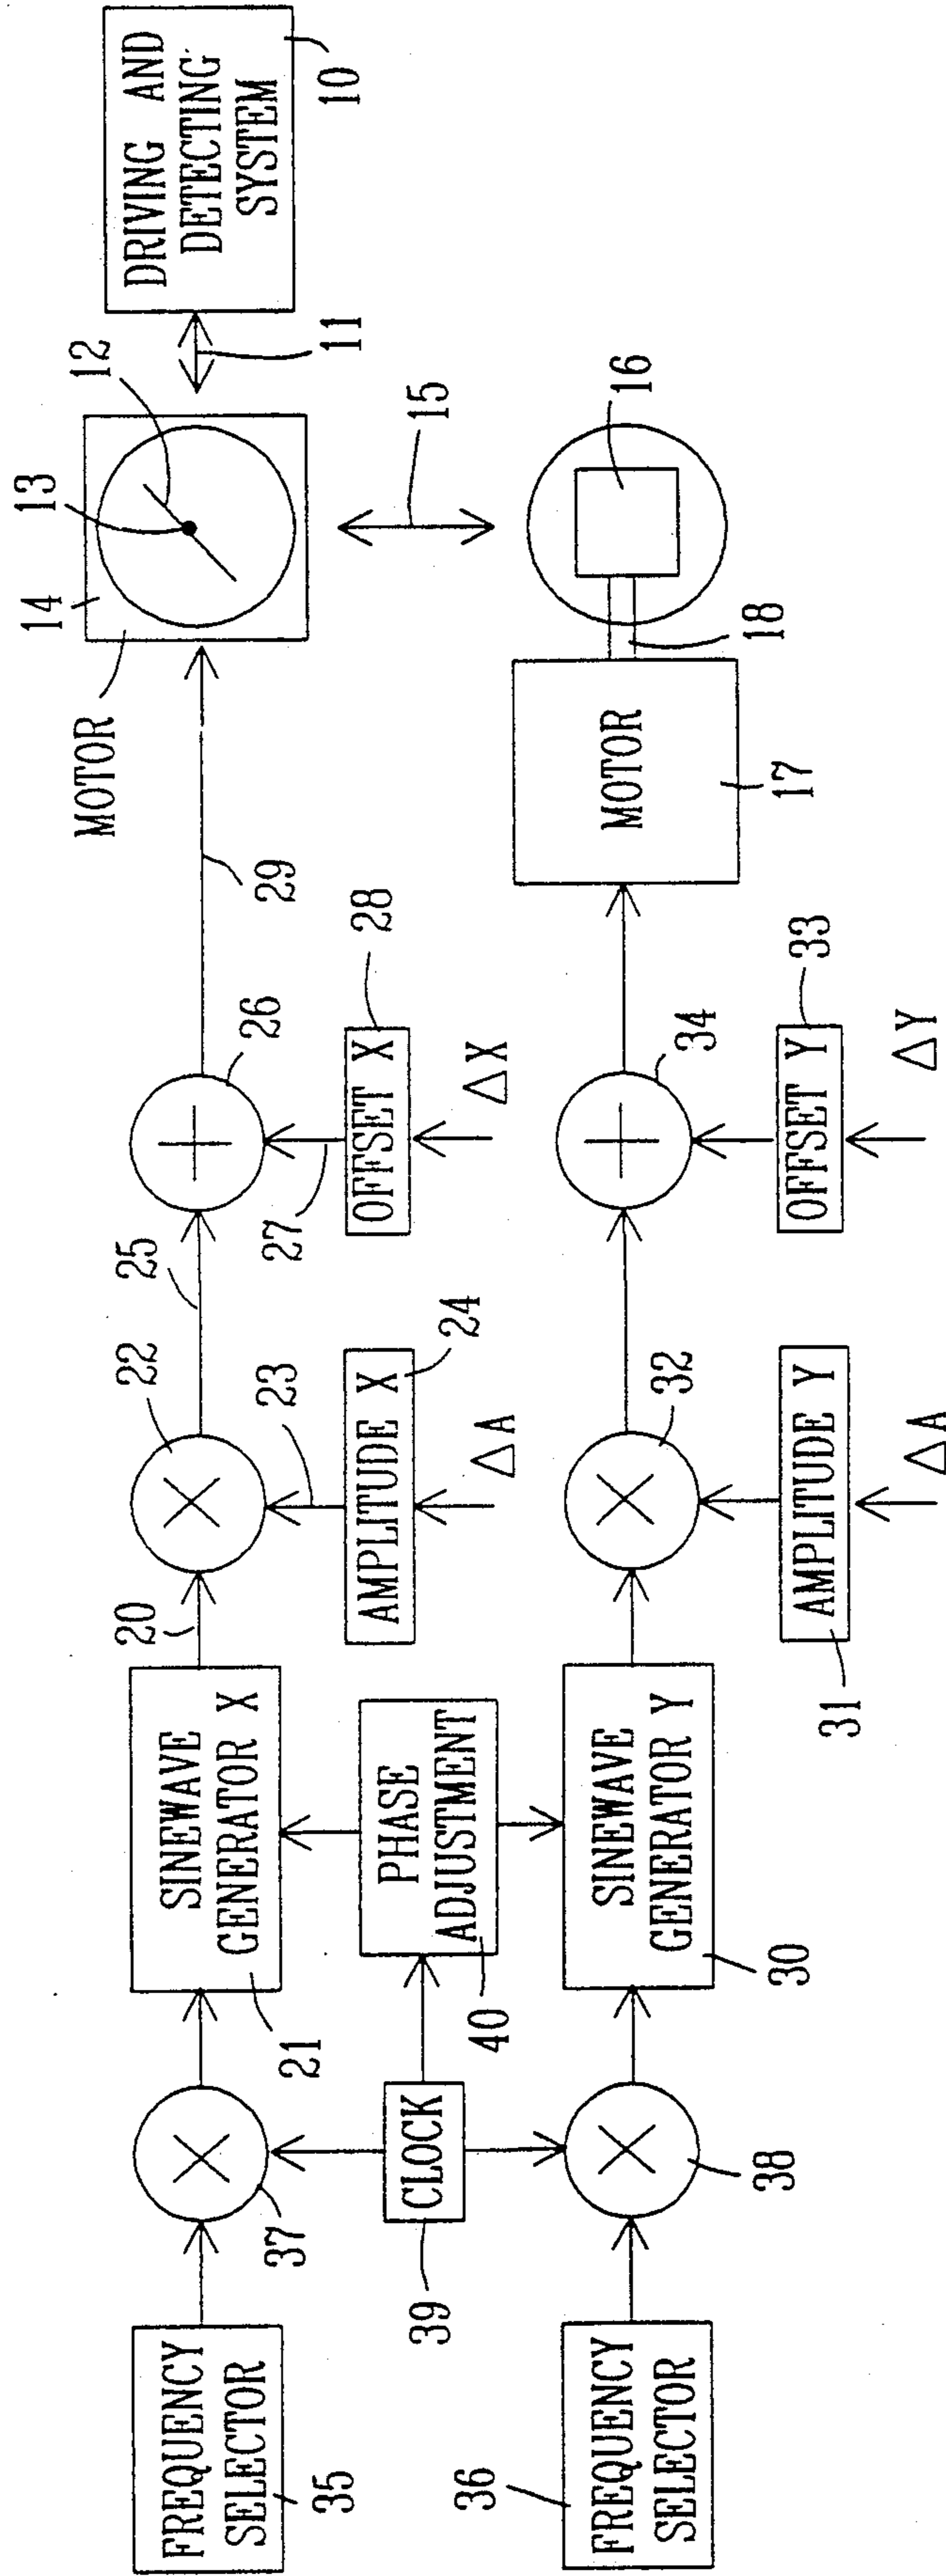 DRIVING AND
DETECTING
SYSTEM
10
11
12
13
14
MOTOR
15
16
18
MOTOR
17
29
26
28
OFFSET X
ΔX
27
25
34
33
OFFSET Y
ΔY
22
23
24
AMPLITUDE X
ΔA
20
32
AMPLITUDE Y
31
ΔA
SINEWAVE
GENERATOR X
21
PHASE
ADJUSTMENT
40
SINEWAVE
GENERATOR Y
30
37
CLOCK
39
38
FREQUENCY
SELECTOR
35
36
FREQUENCY
SELECTOR